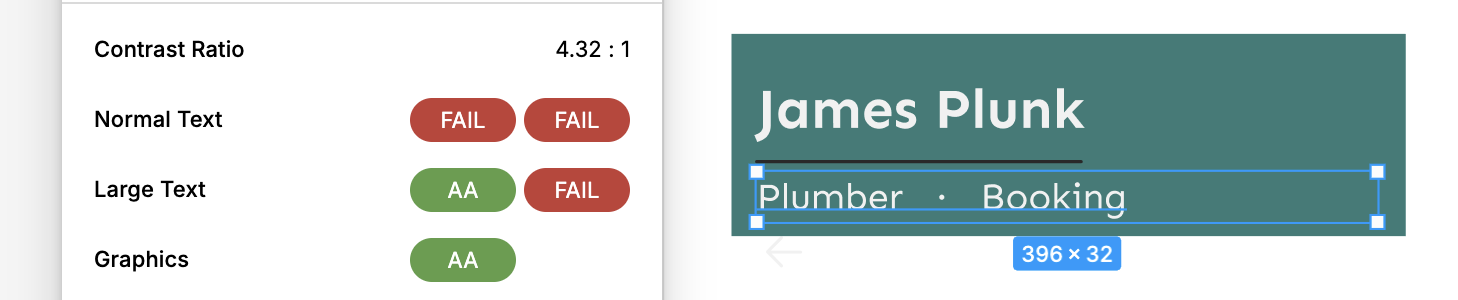 Contrast Ratio 4.32 : 1
Normal Text FAIL FAIL
Large Text AA FAIL
Graphics AA
James Plunk
Plumber · Booking
396 × 32